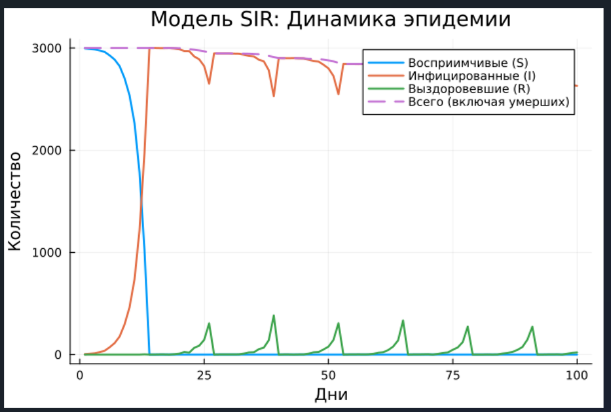 Модель SIR: Динамика эпидемии
3000
2000
1000
0
Количество
Восприимчивые (S)
Инфицированные (I)
Выздоровевшие (R)
Всего (включая умерших)
0 25 50 75 100
Дни